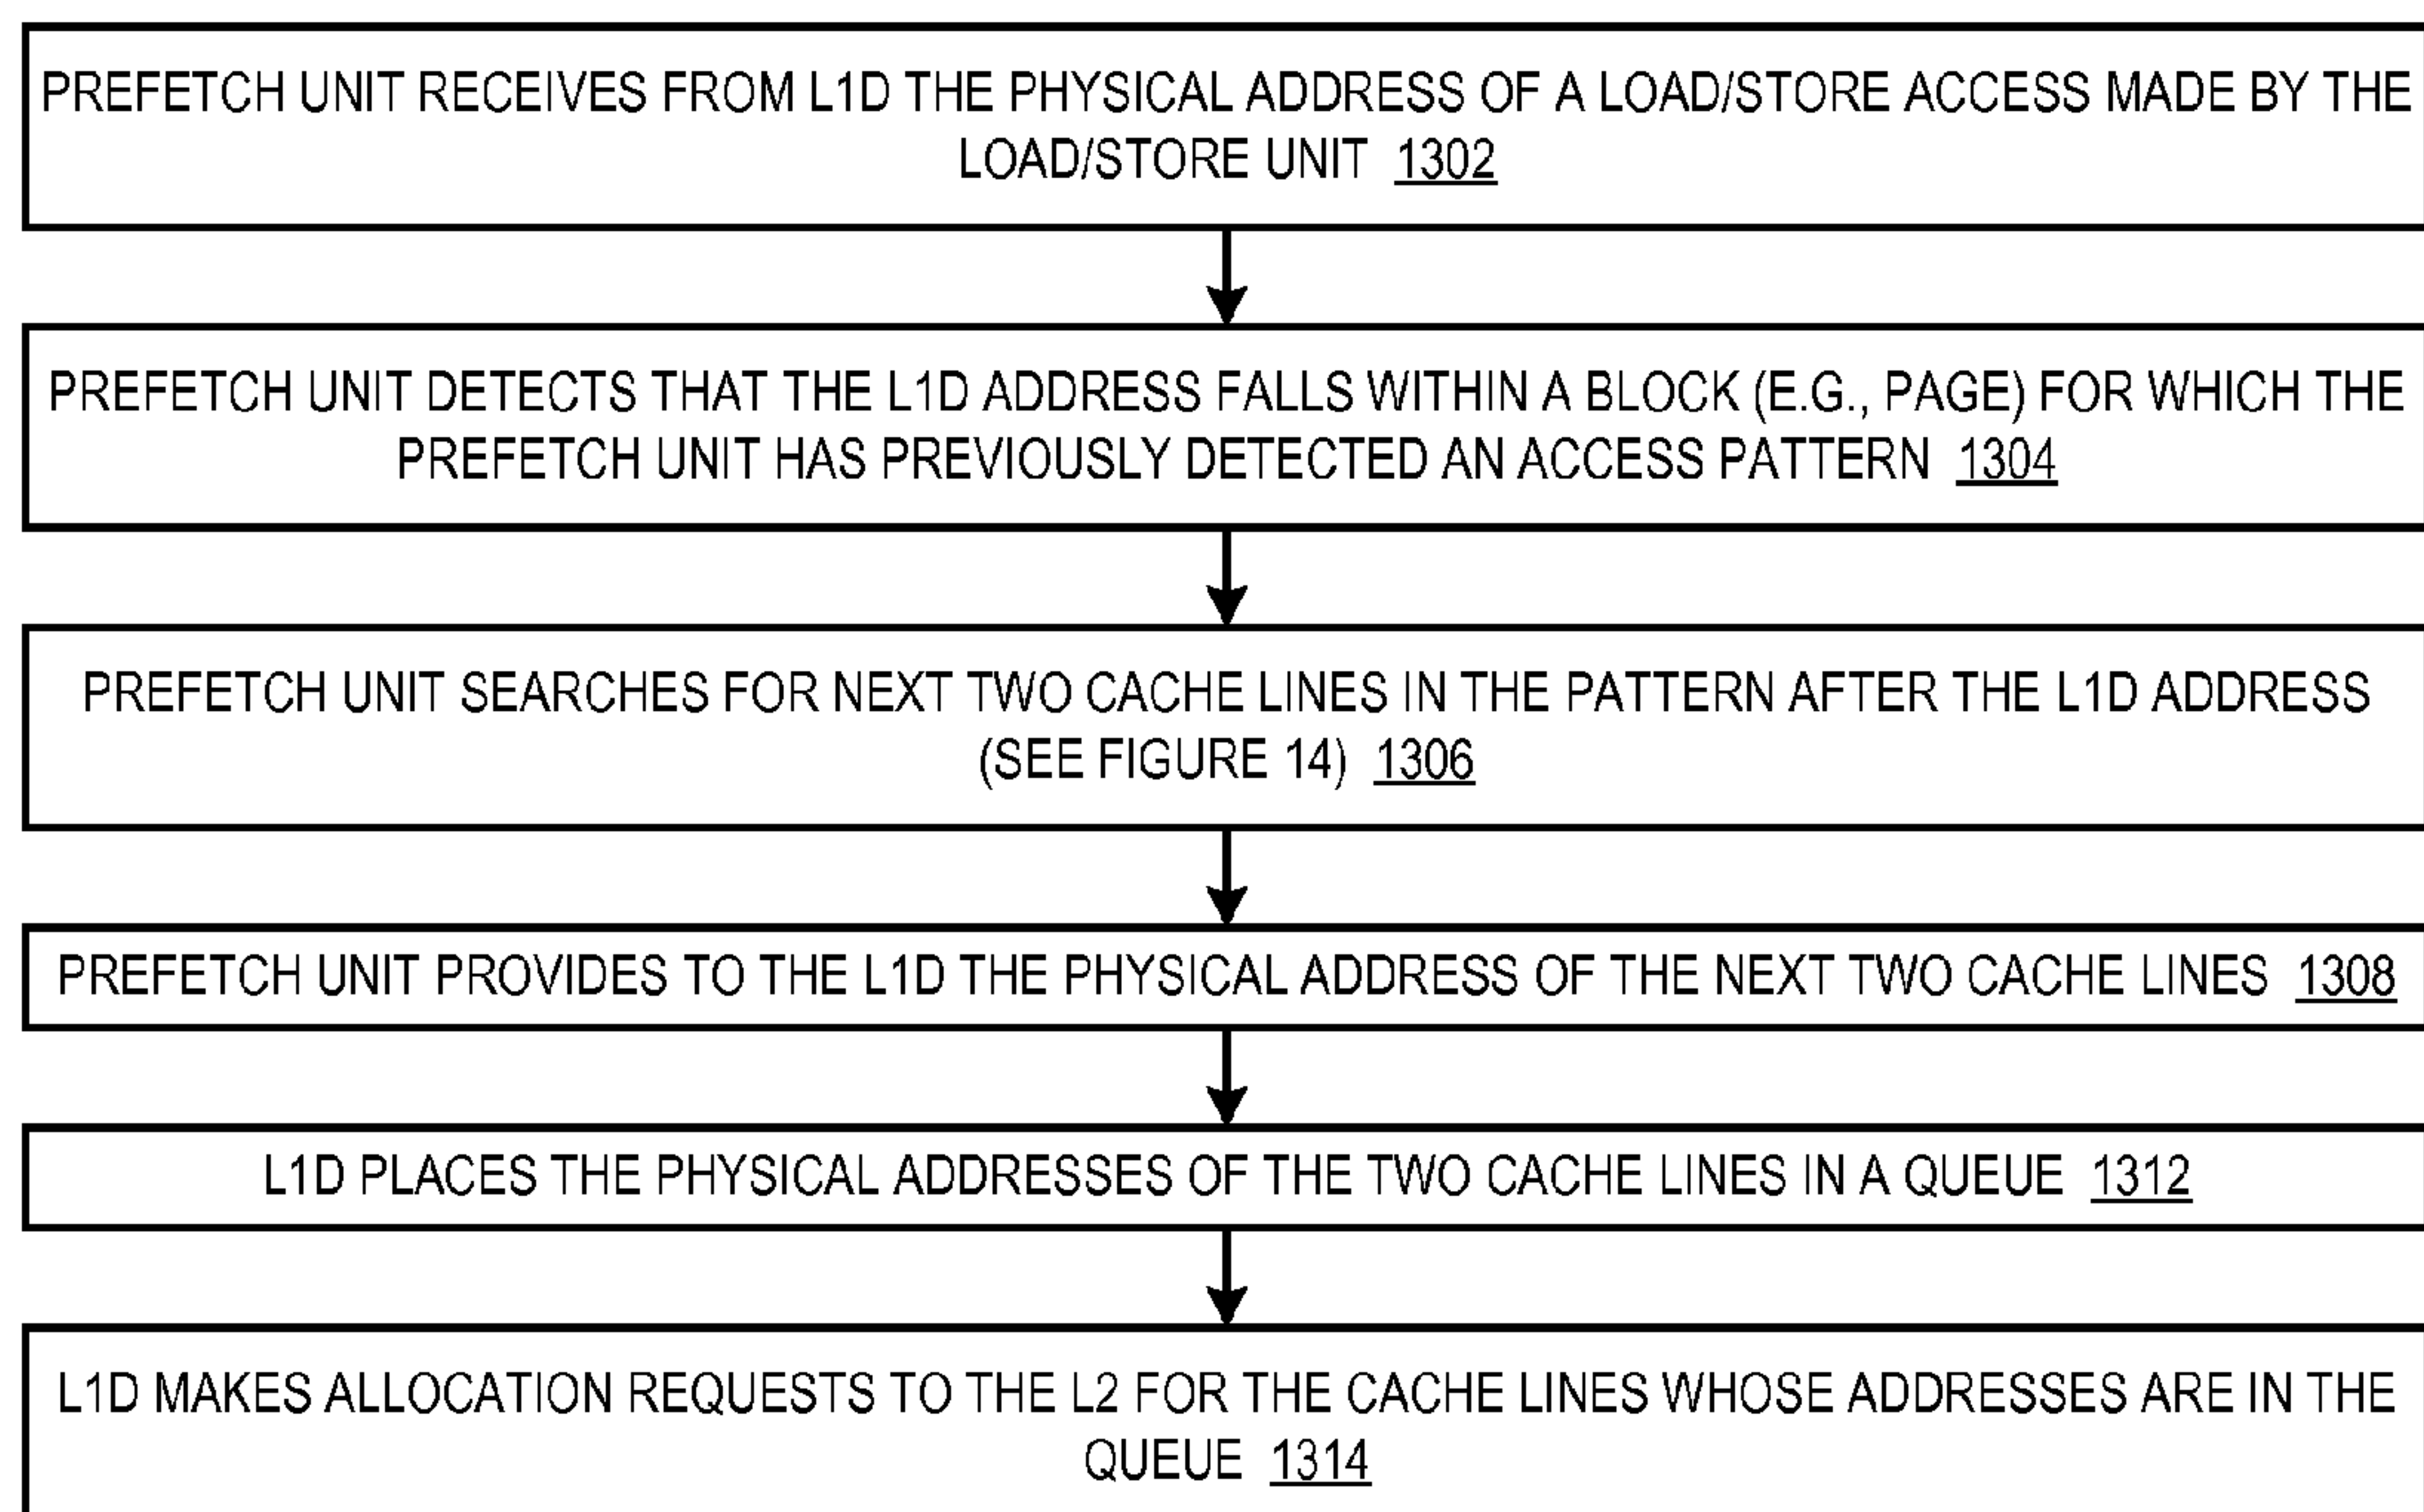 PREFETCH UNIT RECEIVES FROM L1D THE PHYSICAL ADDRESS OF A LOAD/STORE ACCESS MADE BY THE
LOAD/STORE UNIT 1302
PREFETCH UNIT DETECTS THAT THE L1D ADDRESS FALLS WITHIN A BLOCK (E.G., PAGE) FOR WHICH THE
PREFETCH UNIT HAS PREVIOUSLY DETECTED AN ACCESS PATTERN 1304
PREFETCH UNIT SEARCHES FOR NEXT TWO CACHE LINES IN THE PATTERN AFTER THE L1D ADDRESS
(SEE FIGURE 14) 1306
PREFETCH UNIT PROVIDES TO THE L1D THE PHYSICAL ADDRESS OF THE NEXT TWO CACHE LINES 1308
L1D PLACES THE PHYSICAL ADDRESSES OF THE TWO CACHE LINES IN A QUEUE 1312
L1D MAKES ALLOCATION REQUESTS TO THE L2 FOR THE CACHE LINES WHOSE ADDRESSES ARE IN THE
QUEUE 1314